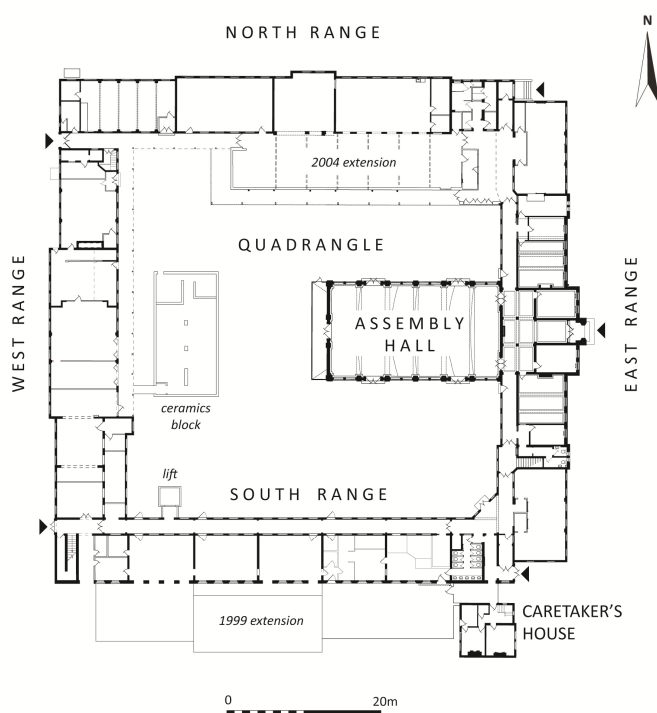 NORTH RANGE
N
2004 extension
QUADRANGLE
WEST RANGE
ASSEMBLY
HALL
EAST RANGE
ceramics
block
lift
SOUTH RANGE
1999 extension
CARETAKER'S
HOUSE
0 20m